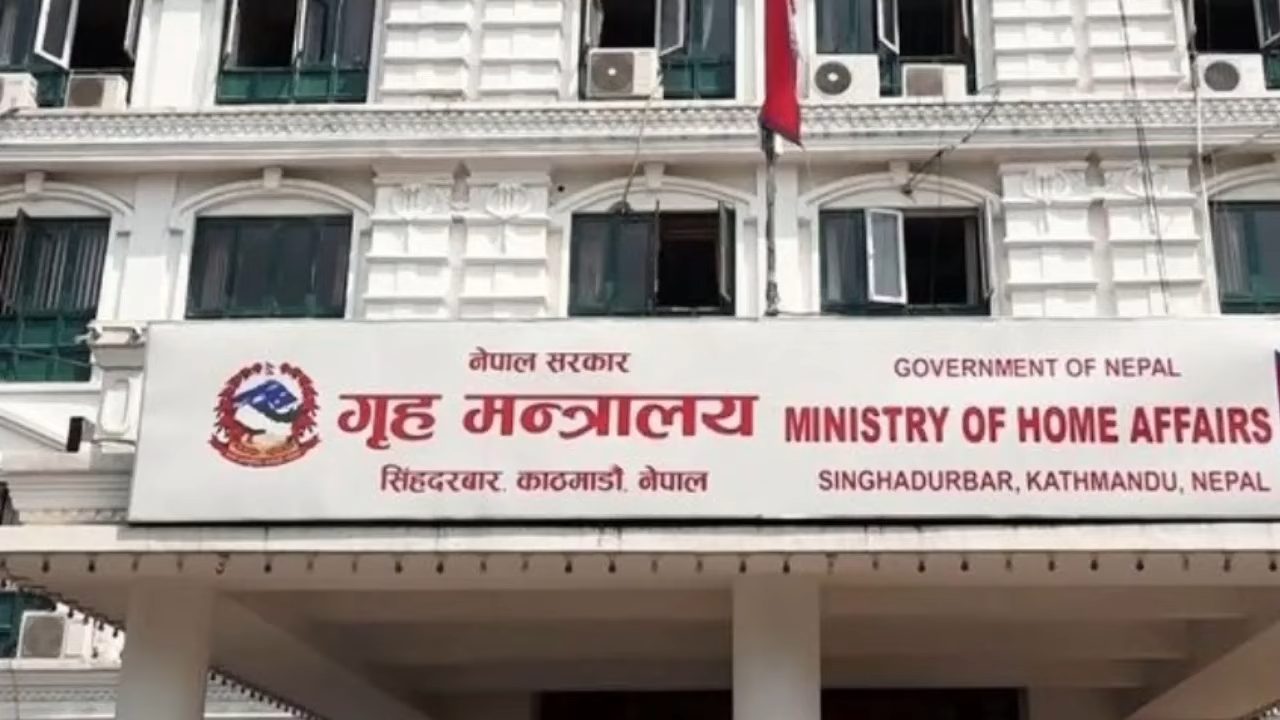 नेपाल सरकार
गृह मन्त्रालय
सिंहदरबार, काठमाडौं, नेपाल
GOVERNMENT OF NEPAL
MINISTRY OF HOME AFFAIRS
SINGHADURBAR, KATHMANDU, NEPAL